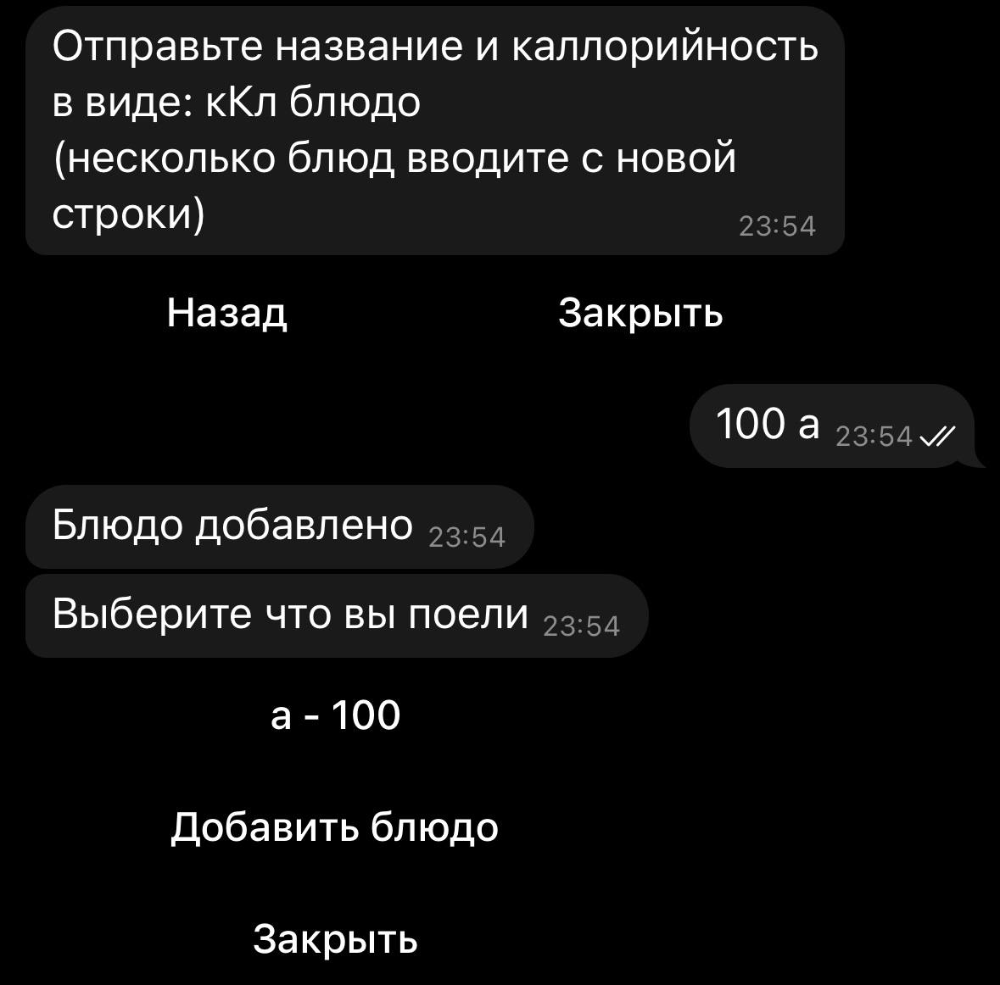 Отправьте название и каллорийность
в виде: кКл блюдо
(несколько блюд вводите с новой
строки)
23:54
Назад
Закрыть
100 а 23:54
Блюдо добавлено 23:54
Выберите что вы поели 23:54
а - 100
Добавить блюдо
Закрыть